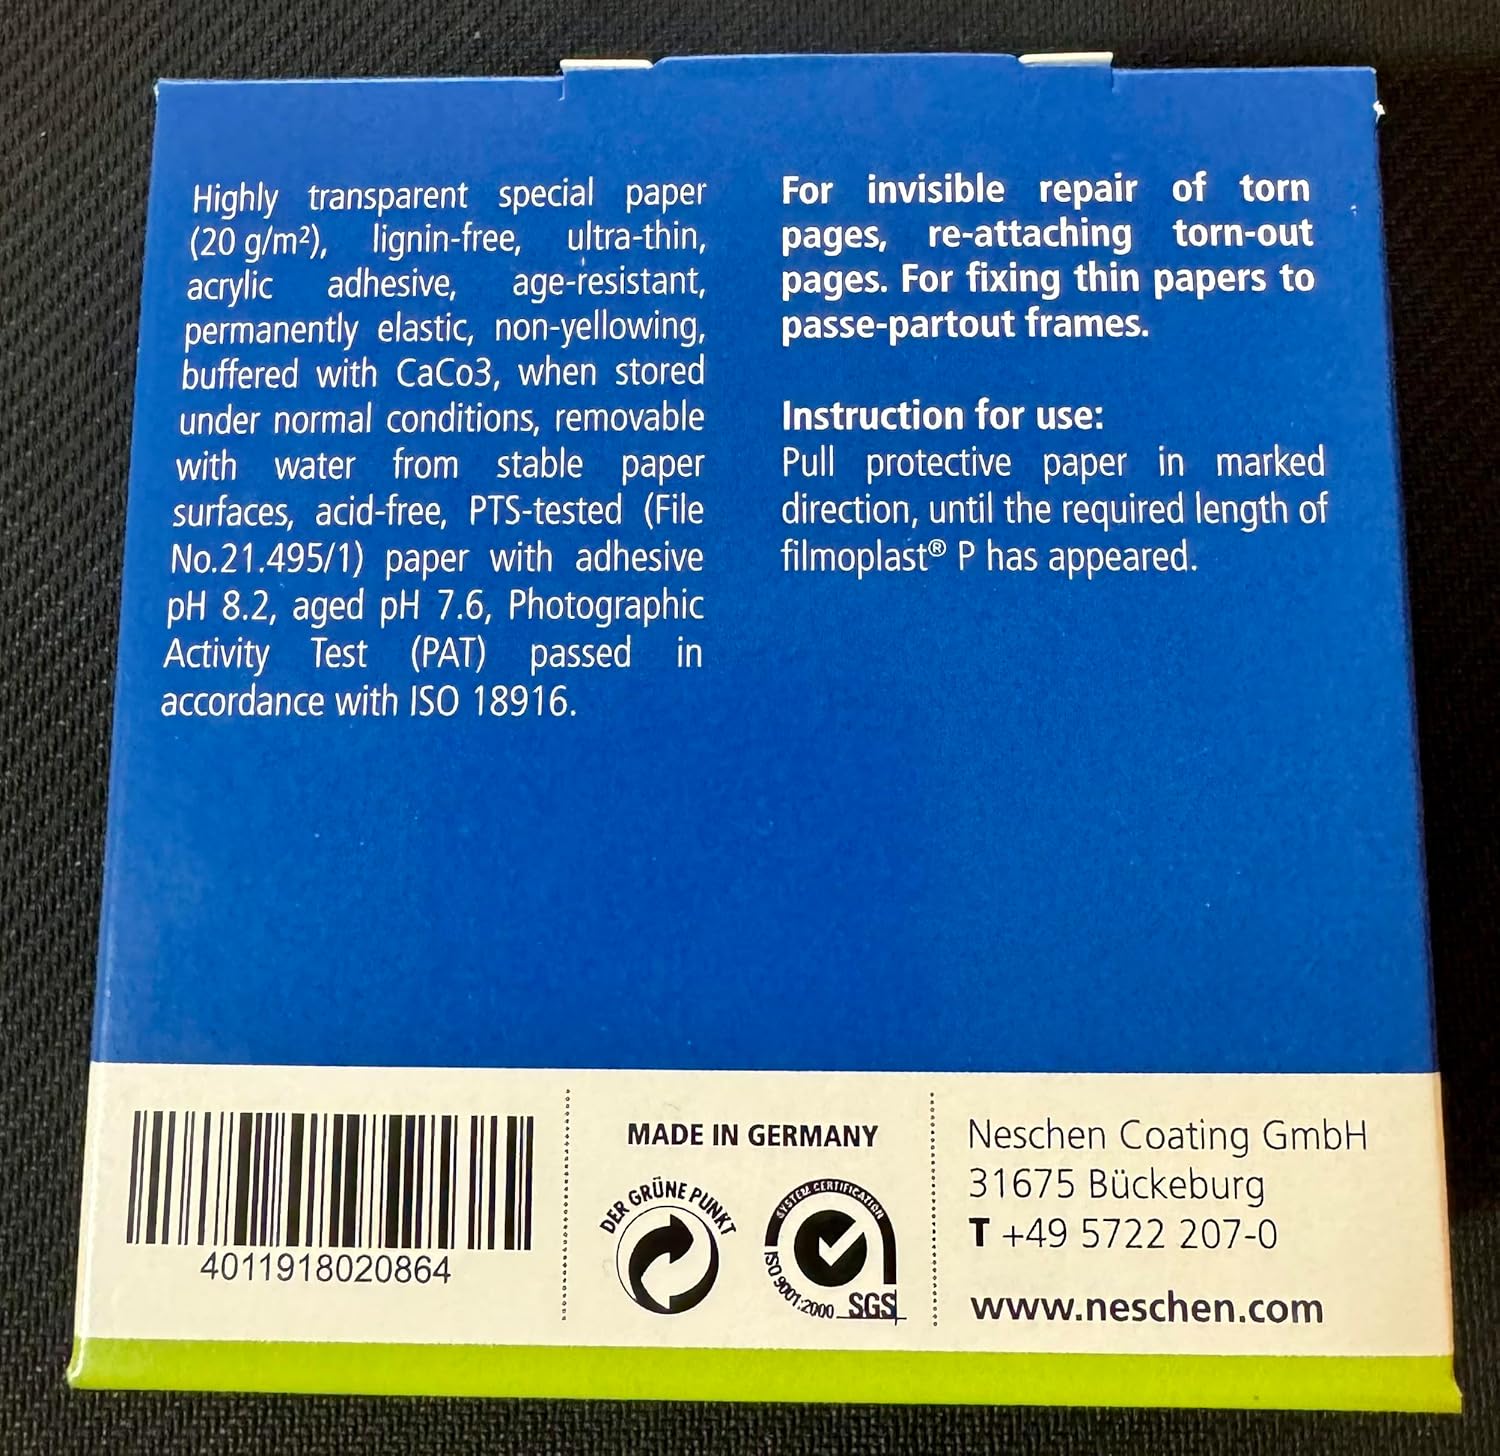 Highly transparent special paper
(20 g/m²), lignin-free, ultra-thin,
acrylic adhesive, age-resistant,
permanently elastic, non-yellowing,
buffered with CaCo3, when stored
under normal conditions, removable
with water from stable paper
surfaces, acid-free, PTS-tested (File
No.21.495/1) paper with adhesive
pH 8.2, aged pH 7.6, Photographic
Activity Test (PAT) passed in
accordance with ISO 18916.
For invisible repair of torn
pages, re-attaching torn-out
pages. For fixing thin papers to
passe-partout frames.
Instruction for use:
Pull protective paper in marked
direction, until the required length of
filmoplast® P has appeared.
4011918020864
MADE IN GERMANY
DER GRÜNE PUNKT
SYSTEM CERTIFICATION
ISO 9001:2000
SGS
Neschen Coating GmbH
31675 Bückeburg
T +49 5722 207-0
www.neschen.com